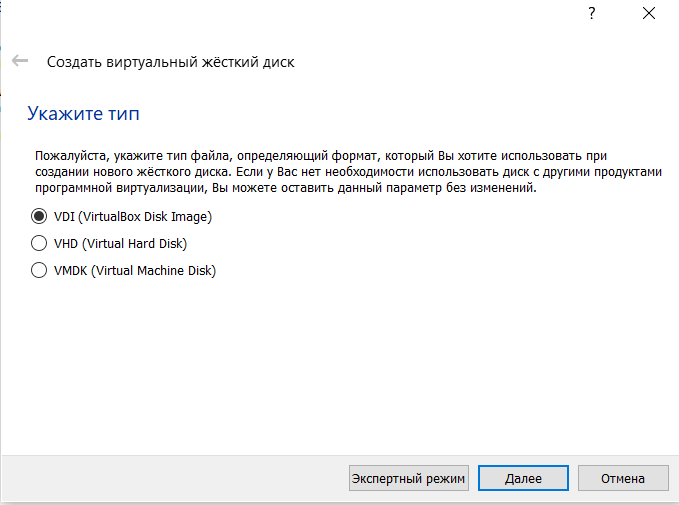 ?
Создать виртуальный жёсткий диск
Укажите тип
Пожалуйста, укажите тип файла, определяющий формат, который Вы хотите использовать при
создании нового жёсткого диска. Если у Вас нет необходимости использовать диск с другими продуктами
программной виртуализации, Вы можете оставить данный параметр без изменений.
VDI (VirtualBox Disk Image)
VHD (Virtual Hard Disk)
VMDK (Virtual Machine Disk)
Экспертный режим Далее Отмена